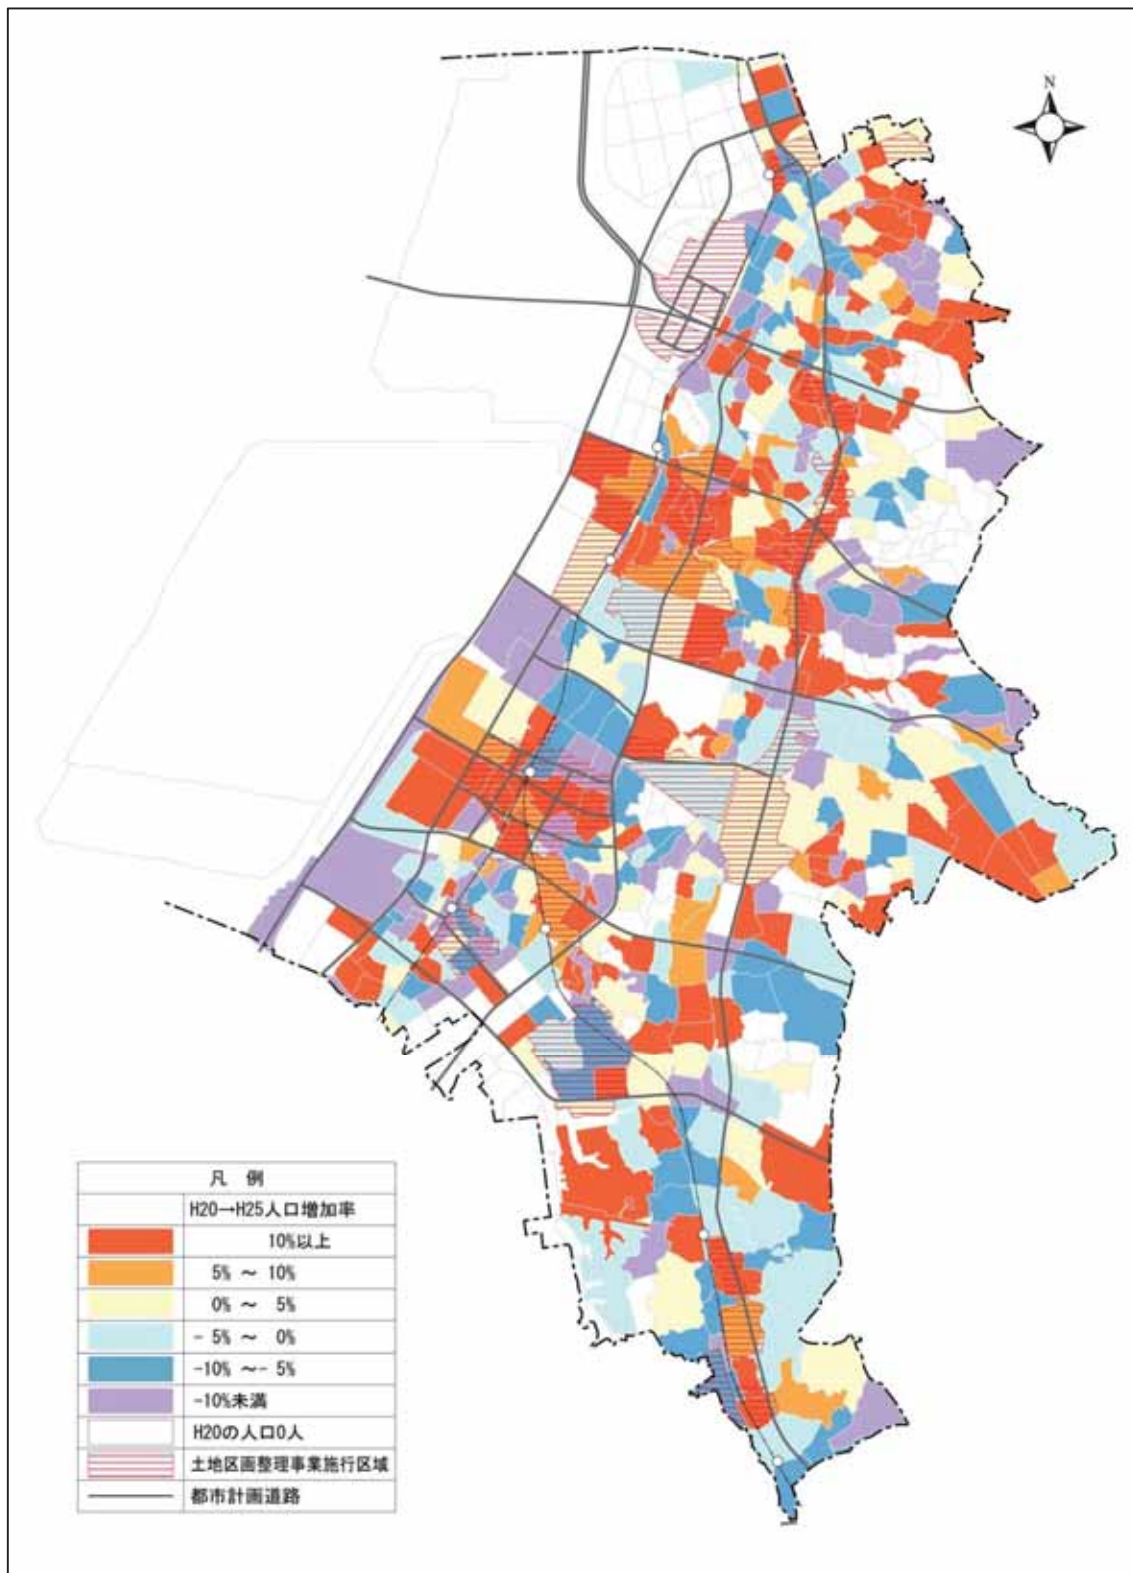 N
凡 例
H20→H25人口増加率
10%以上
5% ～ 10%
0% ～ 5%
- 5% ～ 0%
-10% ～- 5%
-10%未満
H20の人口0人
土地区画整理事業施行区域
都市計画道路